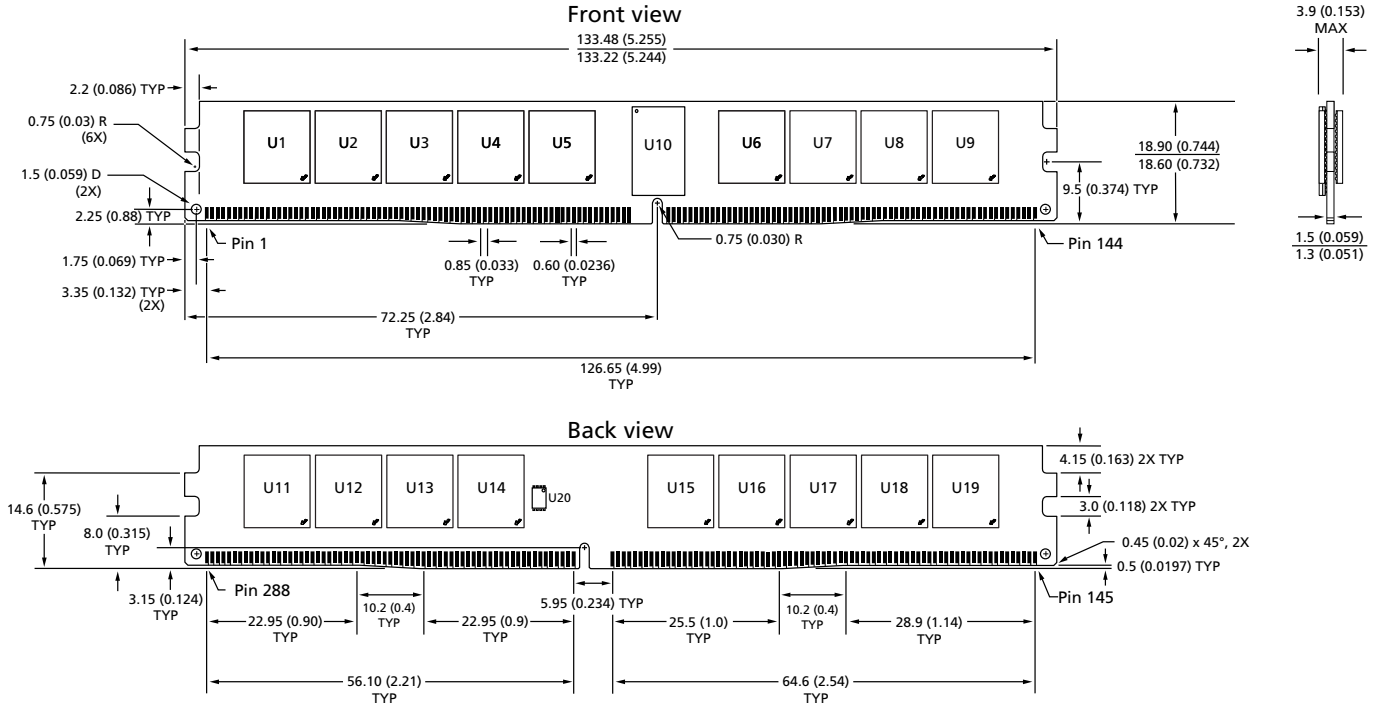 Front view
133.48 (5.255)
133.22 (5.244)
3.9 (0.153)
MAX
2.2 (0.086) TYP
0.75 (0.03) R
(6X)
1.5 (0.059) D
(2X)
2.25 (0.88) TYP
1.75 (0.069) TYP
3.35 (0.132) TYP
(2X)
U1
U2
U3
U4
U5
U10
U6
U7
U8
U9
18.90 (0.744)
18.60 (0.732)
9.5 (0.374) TYP
Pin 1
0.85 (0.033)
TYP
0.60 (0.0236)
TYP
0.75 (0.030) R
Pin 144
1.5 (0.059)
1.3 (0.051)
72.25 (2.84)
TYP
126.65 (4.99)
TYP
Back view
U11
U12
U13
U14
U20
U15
U16
U17
U18
U19
4.15 (0.163) 2X TYP
3.0 (0.118) 2X TYP
14.6 (0.575)
TYP
8.0 (0.315)
TYP
0.45 (0.02) x 45°, 2X
0.5 (0.0197) TYP
3.15 (0.124)
TYP
Pin 288
5.95 (0.234) TYP
Pin 145
22.95 (0.90)
TYP
10.2 (0.4)
TYP
22.95 (0.9)
TYP
25.5 (1.0)
TYP
10.2 (0.4)
TYP
28.9 (1.14)
TYP
56.10 (2.21)
TYP
64.6 (2.54)
TYP